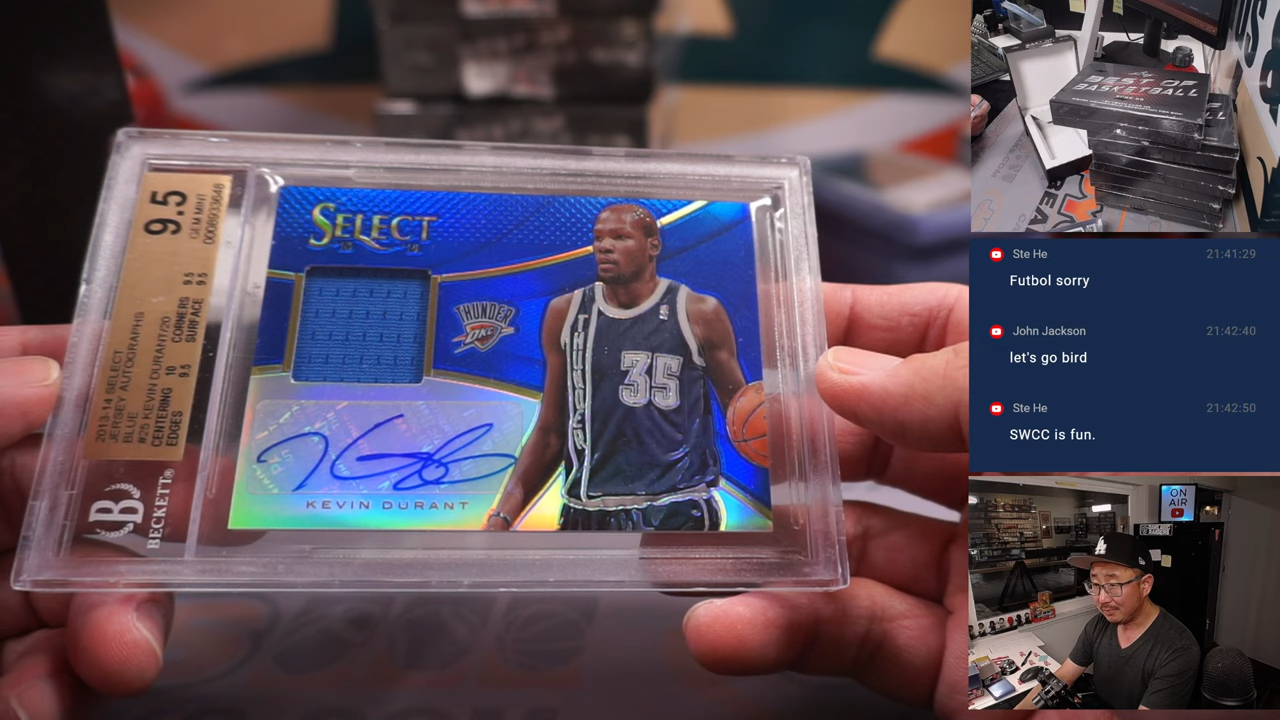 9.5
GEM MINT
0008933648
2013-14 SELECT
JERSEY AUTOGRAPHS
BLUE
#25 KEVIN DURANT/20
CENTERING 10 CORNERS 9.5
EDGES 9.5 SURFACE 9.5
B
BECKETT®
SELECT
THUNDER
OKC
THUNDER
35
KEVIN DURANT
BEST OF
BASKETBALL
Ste He 21:41:29
Futbol sorry
John Jackson 21:42:40
let's go bird
Ste He 21:42:50
SWCC is fun.
ON
AIR
LA